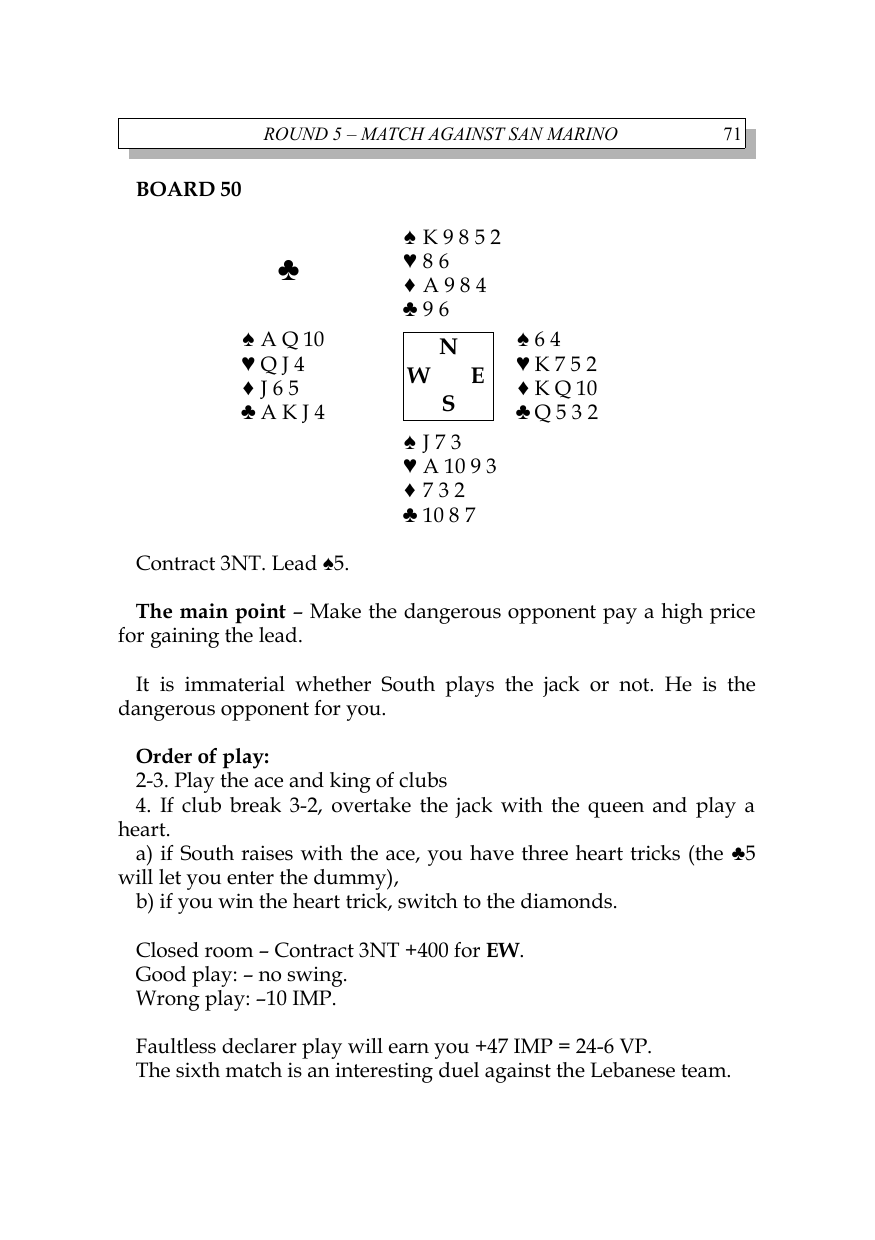 ROUND 5 – MATCH AGAINST SAN MARINO 71
BOARD 50
♠ K 9 8 5 2
♥ 8 6
♦ A 9 8 4
♣ 9 6
♣
♠ A Q 10
♥ Q J 4
♦ J 6 5
♣ A K J 4
N
W E
S
♠ 6 4
♥ K 7 5 2
♦ K Q 10
♣ Q 5 3 2
♠ J 7 3
♥ A 10 9 3
♦ 7 3 2
♣ 10 8 7
Contract 3NT. Lead ♠5.
The main point – Make the dangerous opponent pay a high price
for gaining the lead.
It is immaterial whether South plays the jack or not. He is the
dangerous opponent for you.
Order of play:
2-3. Play the ace and king of clubs
4. If club break 3-2, overtake the jack with the queen and play a
heart.
a) if South raises with the ace, you have three heart tricks (the ♣5
will let you enter the dummy),
b) if you win the heart trick, switch to the diamonds.
Closed room – Contract 3NT +400 for EW.
Good play: – no swing.
Wrong play: –10 IMP.
Faultless declarer play will earn you +47 IMP = 24-6 VP.
The sixth match is an interesting duel against the Lebanese team.